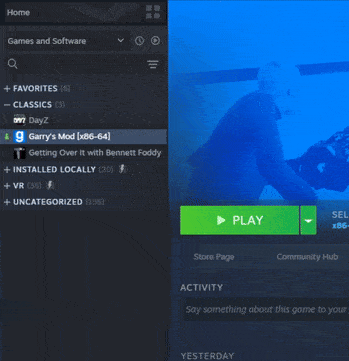 Home
Games and Software
FAVORITES (6)
CLASSICS (3)
DayZ
Garry's Mod [x86-64]
Getting Over It with Bennett Foddy
INSTALLED LOCALLY
VR (35)
UNCATEGORIZED
PLAY
SEL
x86-
Store Page
Community Hub
ACTIVITY
Say something about this game to your
YESTERDAY